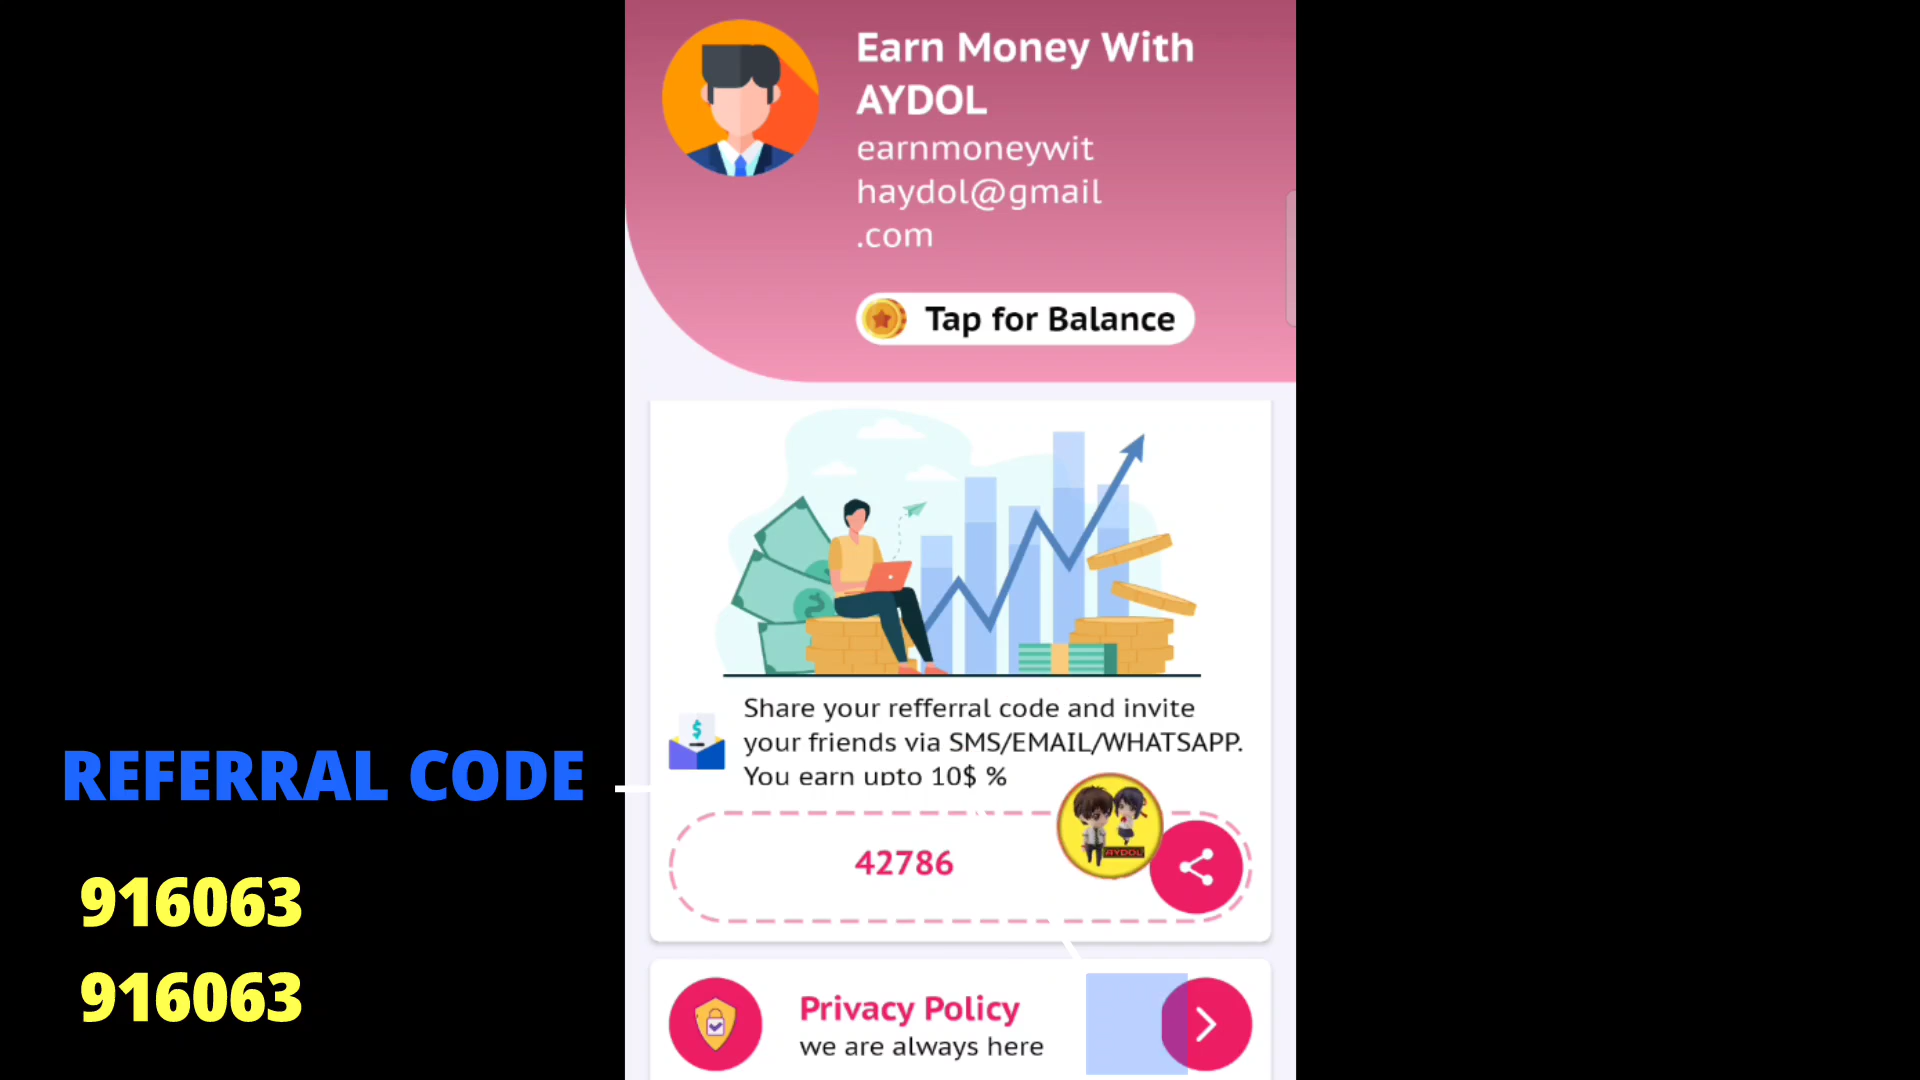 Earn Money With
AYDOL
earnmoneywit
haydol@gmail
.com
Tap for Balance
Share your refferral code and invite
your friends via SMS/EMAIL/WHATSAPP.
You earn upto 10$ %
REFERRAL CODE
916063
916063
42786
AYDOL
Privacy Policy
we are always here